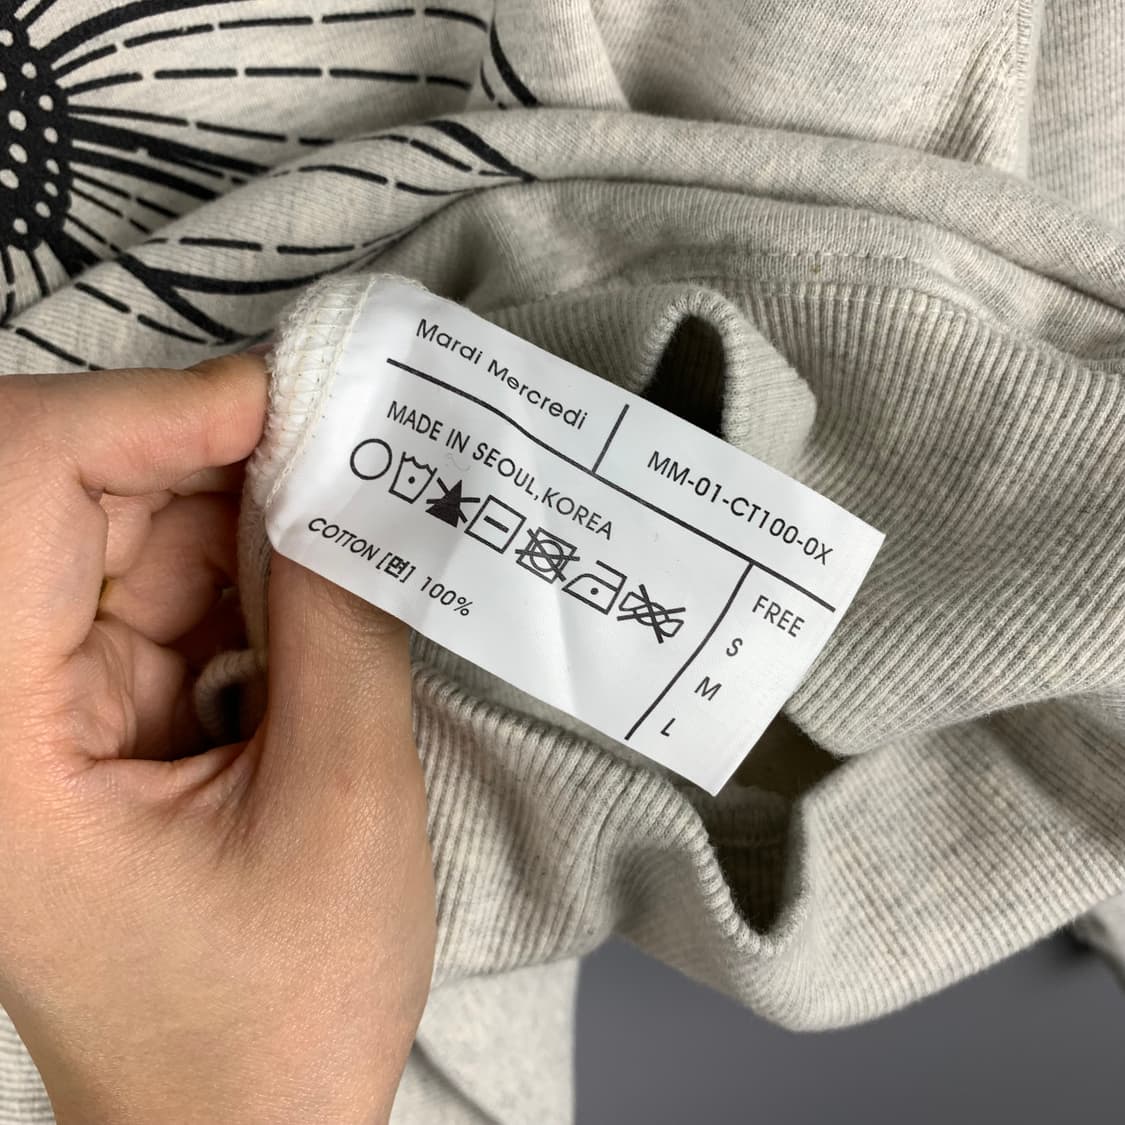 Mardi Mercredi
MM-01-CT100-0X
MADE IN SEOUL,KOREA
COTTON [면] 100%
FREE
S
M
L